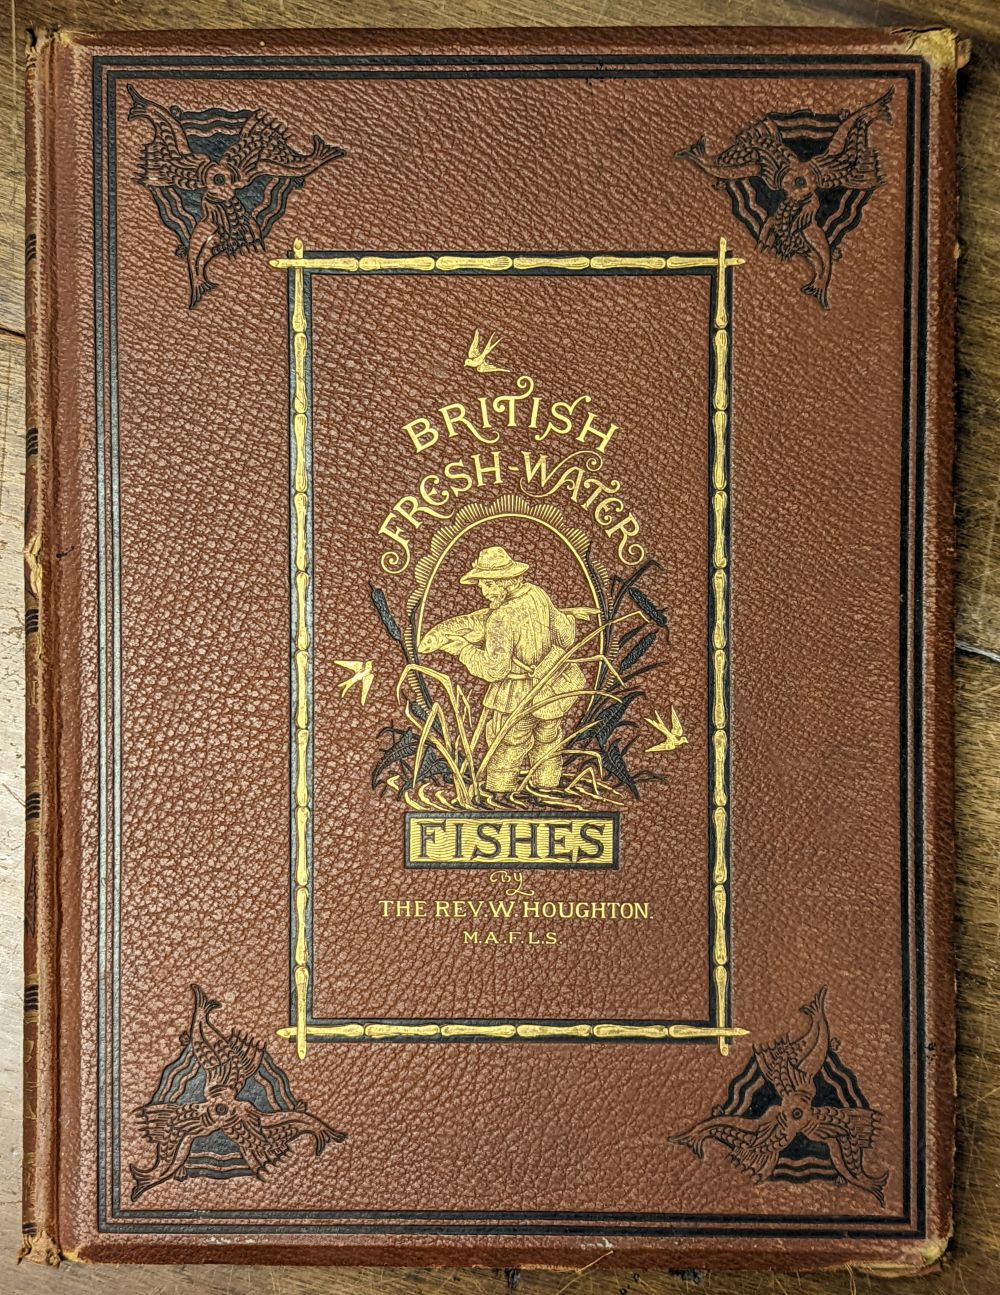 BRITISH
FRESH-WATER
FISHES
By
THE REV. W. HOUGHTON.
M.A. F.L.S.